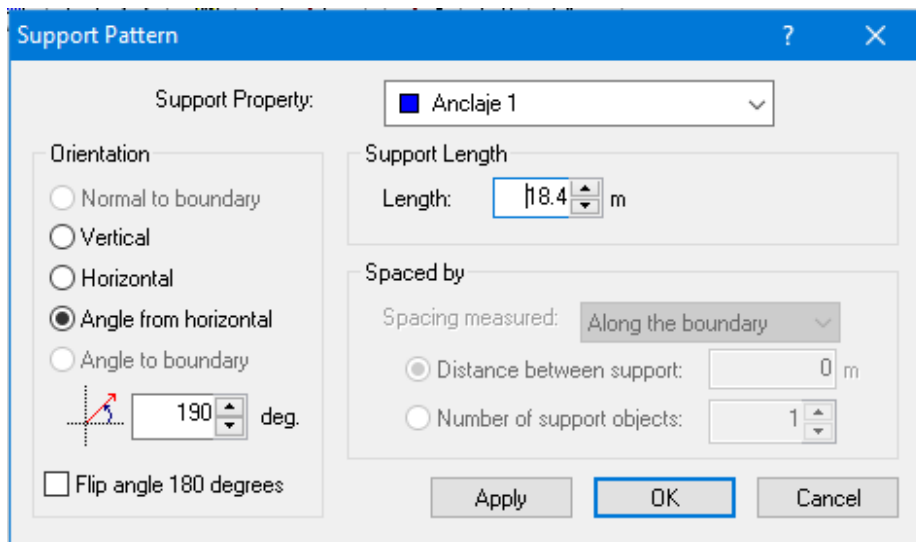 Support Pattern ? ×
Support Property: Anclaje 1
Orientation
Normal to boundary
Vertical
Horizontal
Angle from horizontal
Angle to boundary
190 deg.
Flip angle 180 degrees
Support Length
Length: 18.4 m
Spaced by
Spacing measured: Along the boundary
Distance between support: 0 m
Number of support objects: 1
Apply OK Cancel